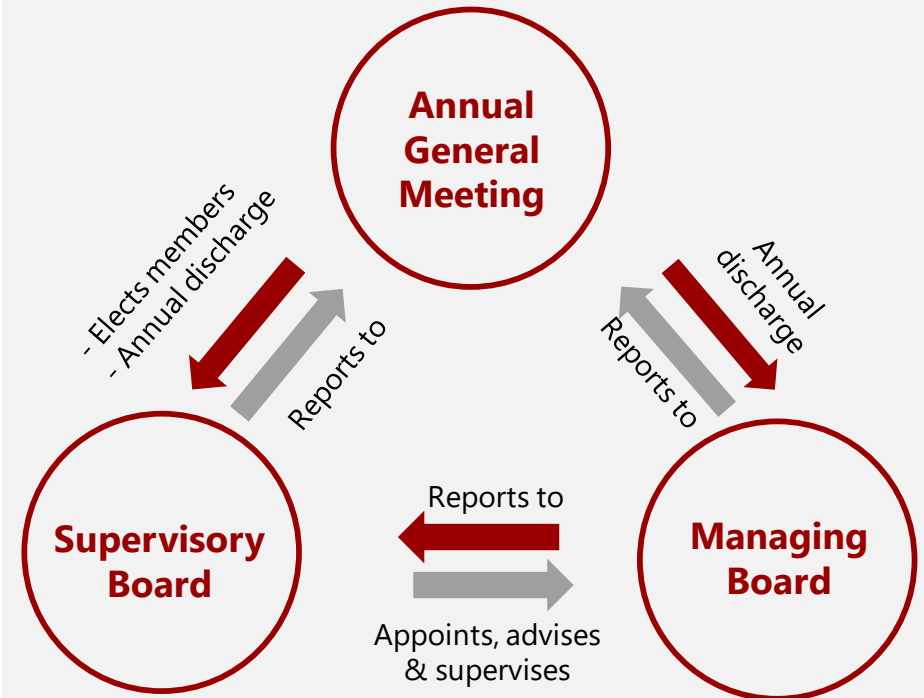 Annual
General
Meeting
- Elects members
- Annual discharge
Reports to
Annual
discharge
Reports to
Supervisory
Board
Reports to
Appoints, advises
& supervises
Managing
Board